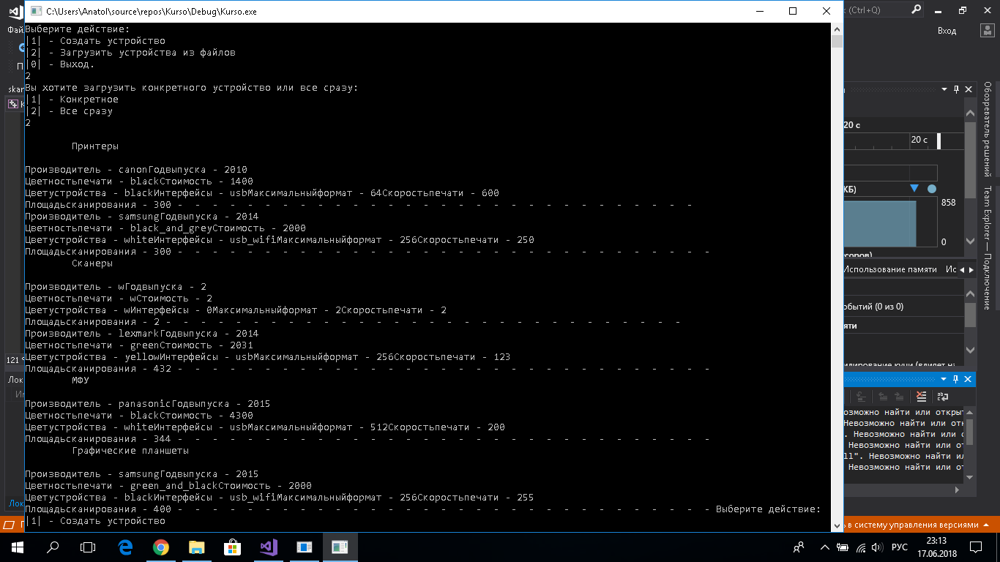 C:\Users\Anatol\source\repos\Kurso\Debug\Kurso.exe
(Ctrl+Q)
Вход
Выберите действие:
|1| - Создать устройство
|2| - Загрузить устройства из файлов
|0| - Выход.
2
Вы хотите загрузить конкретного устройство или все сразу:
|1| - Конкретное
|2| - Все сразу
2
Принтеры
Производитель - canonГодвыпуска - 2010
Цветностьпечати - blackСтоимость - 1400
Цветустройства - blackИнтерфейсы - usbМаксимальныйформат - 64Скоростьпечати - 600
Площадьсканирования - 300 - - - - - - - - - - - - - - - - - - - - - - - - - - - - - -
Производитель - samsungГодвыпуска - 2014
Цветностьпечати - black_and_greyСтоимость - 2000
Цветустройства - whiteИнтерфейсы - usb_wifiМаксимальныйформат - 256Скоростьпечати - 250
Площадьсканирования - 300 - - - - - - - - - - - - - - - - - - - - - - - - - - - - - - -
Сканеры
Производитель - wГодвыпуска - 2
Цветностьпечати - wСтоимость - 2
Цветустройства - wИнтерфейсы - 0Максимальныйформат - 2Скоростьпечати - 2
Площадьсканирования - 2 - - - - - - - - - - - - - - - - - - - - - - - - - - - - - -
Производитель - lexmarkГодвыпуска - 2014
Цветностьпечати - greenСтоимость - 2031
Цветустройства - yellowИнтерфейсы - usbМаксимальныйформат - 256Скоростьпечати - 123
Площадьсканирования - 432 - - - - - - - - - - - - - - - - - - - - - - - - - - - - - - -
МФУ
Производитель - panasonicГодвыпуска - 2015
Цветностьпечати - blackСтоимость - 4300
Цветустройства - whiteИнтерфейсы - usbМаксимальныйформат - 512Скоростьпечати - 200
Площадьсканирования - 344 - - - - - - - - - - - - - - - - - - - - - - - - - - - - - - -
Графические планшеты
Производитель - samsungГодвыпуска - 2015
Цветностьпечати - green_and_blackСтоимость - 2000
Цветустройства - blackИнтерфейсы - usb_wifiМаксимальныйформат - 256Скоростьпечати - 255
Площадьсканирования - 400 - - - - - - - - - - - - - - - - - - - - - - - - - - - - - - - Выберите действие:
|1| - Создать устройство
20 с
20 с
КБ)
858
0
Использование памяти Ис
обытий (0 из 0)
Невозможно найти или
Невозможно найти или
Невозможно найти или
ll". Невозможно найти
Невозможно найти или
в систему управления версиями
Обозреватель решений
Team Explorer — Подключение
121
Лок
Лок
РУС
23:13
17.06.2018